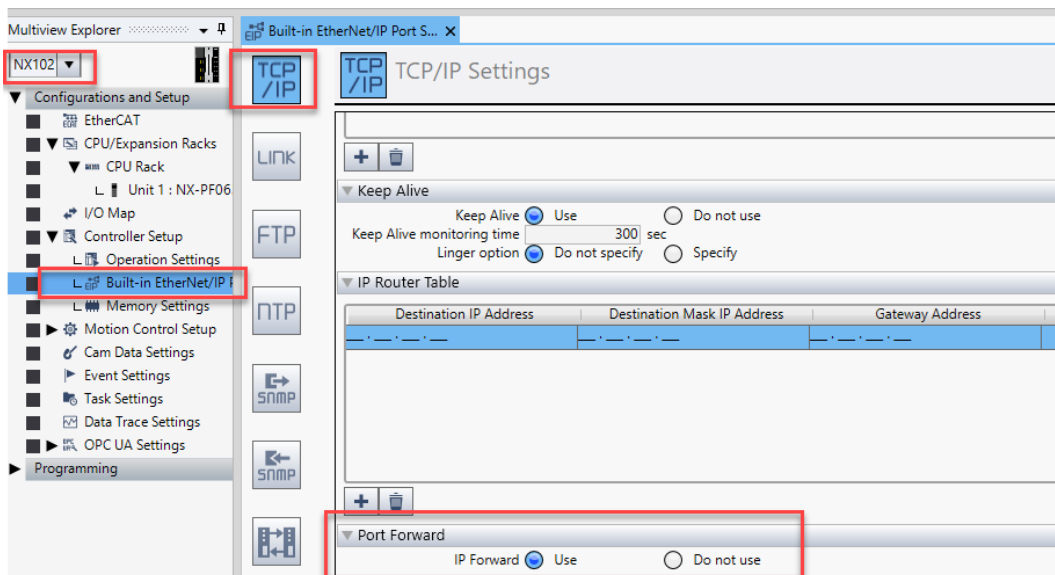 Multiview Explorer
NX102
Configurations and Setup
EtherCAT
CPU/Expansion Racks
CPU Rack
Unit 1 : NX-PF06
I/O Map
Controller Setup
Operation Settings
Built-in EtherNet/IP P
Memory Settings
Motion Control Setup
Cam Data Settings
Event Settings
Task Settings
Data Trace Settings
OPC UA Settings
Programming
EIP Built-in EtherNet/IP Port S...
TCP/IP
LINK
FTP
NTP
SNMP
SNMP
TCP/IP TCP/IP Settings
Keep Alive
Keep Alive Use Do not use
Keep Alive monitoring time 300 sec
Linger option Do not specify Specify
IP Router Table
Destination IP Address Destination Mask IP Address Gateway Address
Port Forward
IP Forward Use Do not use